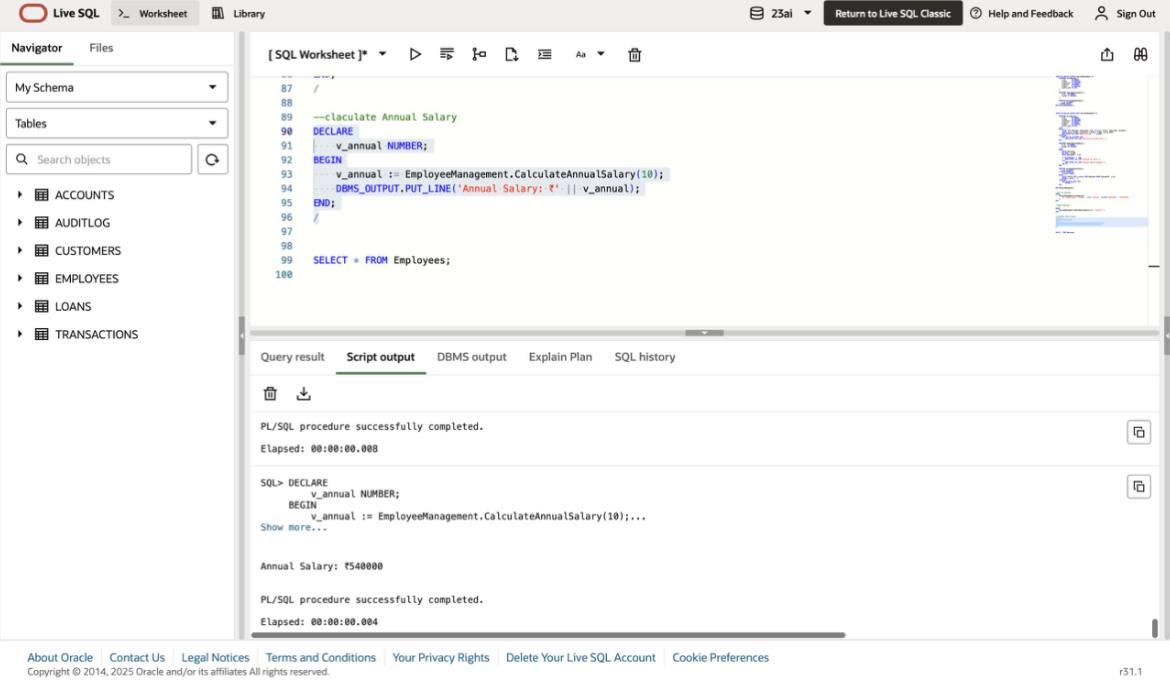 Live SQL
>_ Worksheet
Library
23ai
Return to Live SQL Classic
Help and Feedback
Sign Out
Navigator
Files
My Schema
Tables
Search objects
ACCOUNTS
AUDITLOG
CUSTOMERS
EMPLOYEES
LOANS
TRANSACTIONS
[ SQL Worksheet ]*
Aa
87 /
88
89 --claculate Annual Salary
90 DECLARE
91 v_annual NUMBER;
92 BEGIN
93 v_annual := EmployeeManagement.CalculateAnnualSalary(10);
94 DBMS_OUTPUT.PUT_LINE('Annual Salary: ₹' || v_annual);
95 END;
96 /
97
98
99 SELECT * FROM Employees;
100
Query result
Script output
DBMS output
Explain Plan
SQL history
PL/SQL procedure successfully completed.
Elapsed: 00:00:00.008
SQL> DECLARE
v_annual NUMBER;
BEGIN
v_annual := EmployeeManagement.CalculateAnnualSalary(10);...
Show more...
Annual Salary: ₹540000
PL/SQL procedure successfully completed.
Elapsed: 00:00:00.004
About Oracle
Contact Us
Legal Notices
Terms and Conditions
Your Privacy Rights
Delete Your Live SQL Account
Cookie Preferences
Copyright © 2014, 2025 Oracle and/or its affiliates All rights reserved.
r31.1